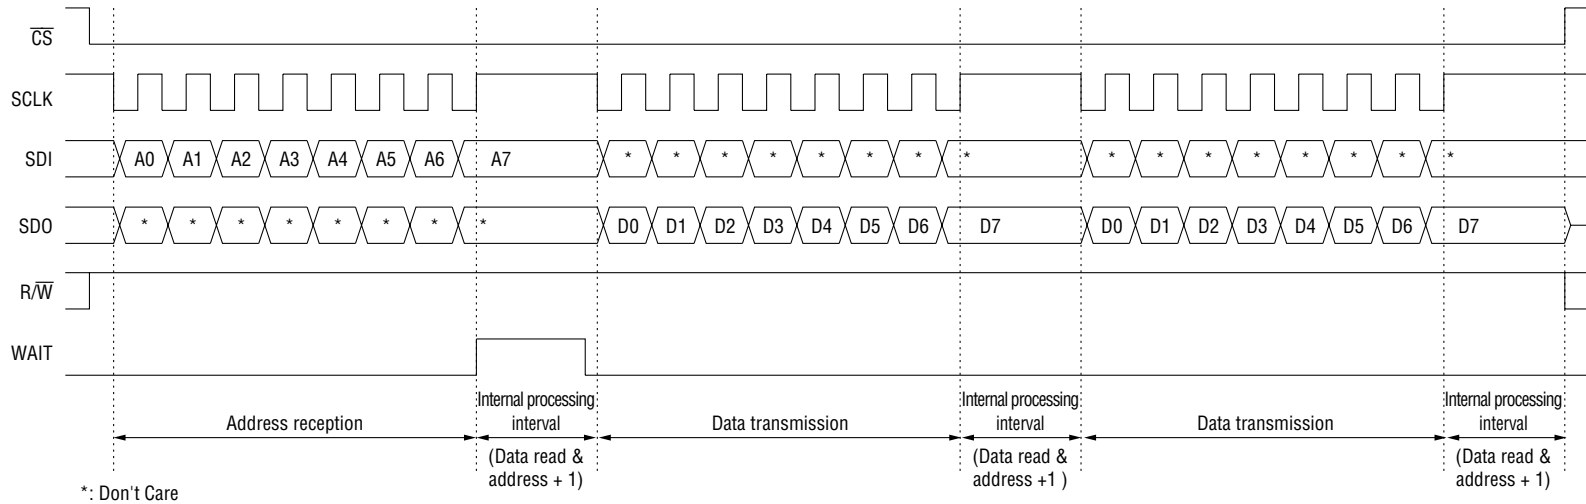 CS
SCLK
SDI A0 A1 A2 A3 A4 A5 A6 A7 * * * * * * * * * * * * * * * *
SDO * * * * * * * * D0 D1 D2 D3 D4 D5 D6 D7 D0 D1 D2 D3 D4 D5 D6 D7
R/W
WAIT
Address reception
Internal processing
interval
(Data read &
address + 1)
Data transmission
Internal processing
interval
(Data read &
address +1 )
Data transmission
Internal processing
interval
(Data read &
address + 1)
*: Don't Care